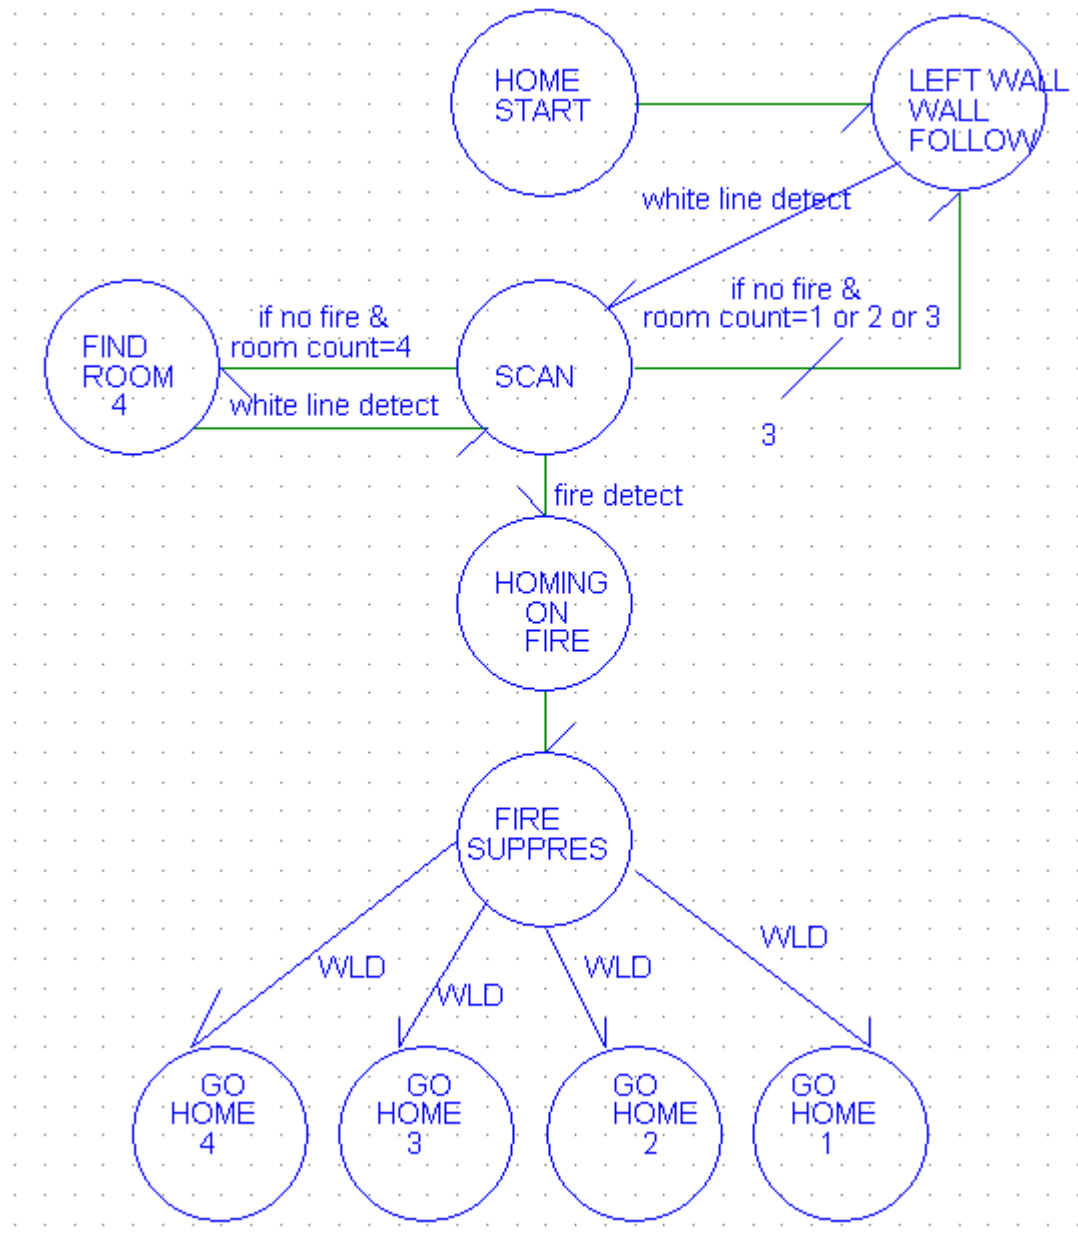 HOME
START
LEFT WALL
WALL
FOLLOW
white line detect
if no fire &
room count=1 or 2 or 3
if no fire &
room count=4
FIND
ROOM
4
SCAN
white line detect
3
fire detect
HOMING
ON
FIRE
FIRE
SUPPRES
WLD
WLD
WLD
WLD
GO
HOME
4
GO
HOME
3
GO
HOME
2
GO
HOME
1